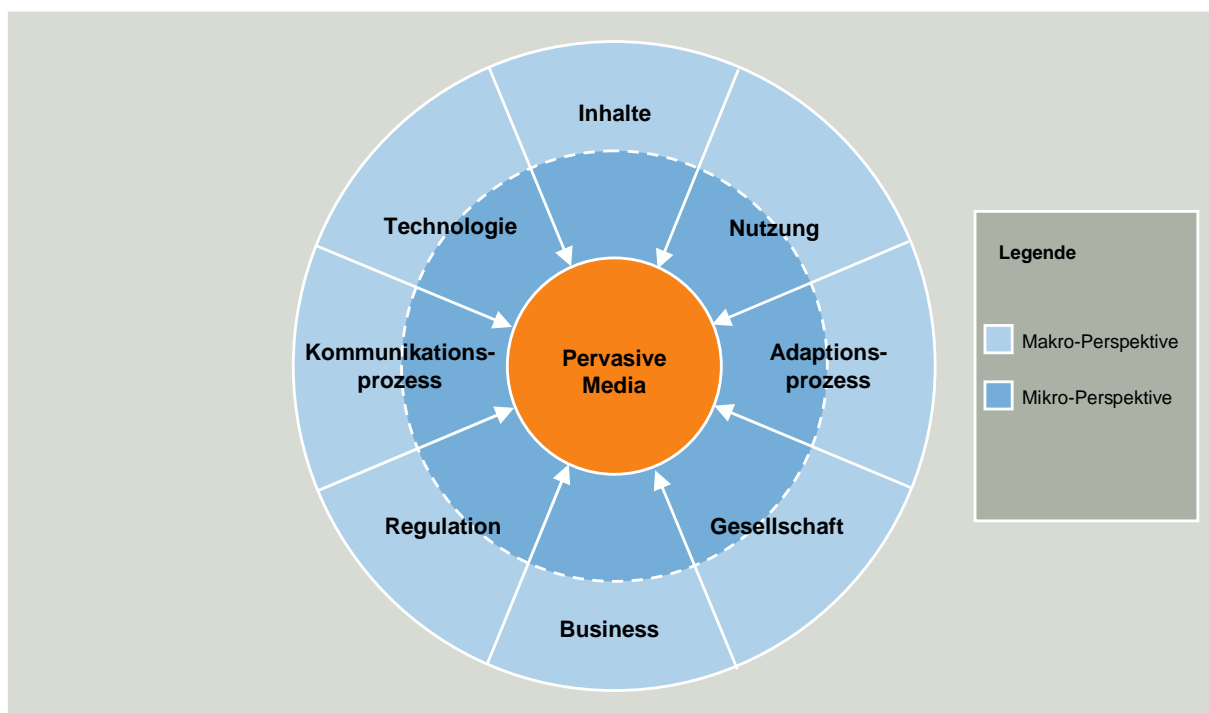 Inhalte
Technologie
Nutzung
Kommunikations-
prozess
Pervasive
Media
Adaptions-
prozess
Regulation
Gesellschaft
Business
Legende
Makro-Perspektive
Mikro-Perspektive